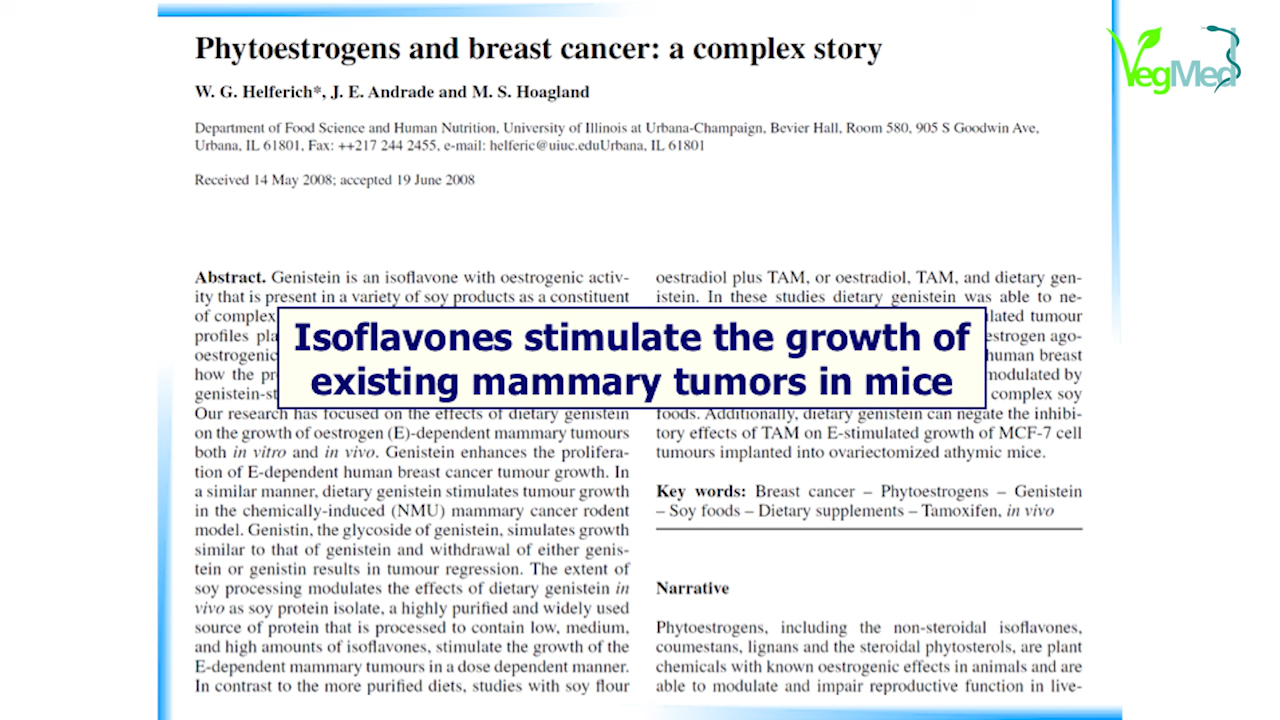 Phytoestrogens and breast cancer: a complex story
VegMed
W. G. Helferich*, J. E. Andrade and M. S. Hoagland
Department of Food Science and Human Nutrition, University of Illinois at Urbana-Champaign, Bevier Hall, Room 580, 905 S Goodwin Ave,
Urbana, IL 61801, Fax: ++217 244 2455, e-mail: helferic@uiuc.eduUrbana, IL 61801
Received 14 May 2008; accepted 19 June 2008
Abstract. Genistein is an isoflavone with oestrogenic activ-
ity that is present in a variety of soy products as a constituent
of complex
profiles pla
oestrogenic
how the pr
genistein-st
Our research has focused on the effects of dietary genistein
on the growth of oestrogen (E)-dependent mammary tumours
both in vitro and in vivo. Genistein enhances the prolifera-
tion of E-dependent human breast cancer tumour growth. In
a similar manner, dietary genistein stimulates tumour growth
in the chemically-induced (NMU) mammary cancer rodent
model. Genistin, the glycoside of genistein, simulates growth
similar to that of genistein and withdrawal of either genis-
tein or genistin results in tumour regression. The extent of
soy processing modulates the effects of dietary genistein in
vivo as soy protein isolate, a highly purified and widely used
source of protein that is processed to contain low, medium,
and high amounts of isoflavones, stimulate the growth of the
E-dependent mammary tumours in a dose dependent manner.
In contrast to the more purified diets, studies with soy flour
oestradiol plus TAM, or oestradiol, TAM, and dietary gen-
istein. In these studies dietary genistein was able to ne-
ulated tumour
estrogen ago-
human breast
modulated by
complex soy
foods. Additionally, dietary genistein can negate the inhibi-
tory effects of TAM on E-stimulated growth of MCF-7 cell
tumours implanted into ovariectomized athymic mice.
Key words: Breast cancer – Phytoestrogens – Genistein
– Soy foods – Dietary supplements – Tamoxifen, in vivo
Narrative
Phytoestrogens, including the non-steroidal isoflavones,
coumestans, lignans and the steroidal phytosterols, are plant
chemicals with known oestrogenic effects in animals and are
able to modulate and impair reproductive function in live-
Isoflavones stimulate the growth of
existing mammary tumors in mice